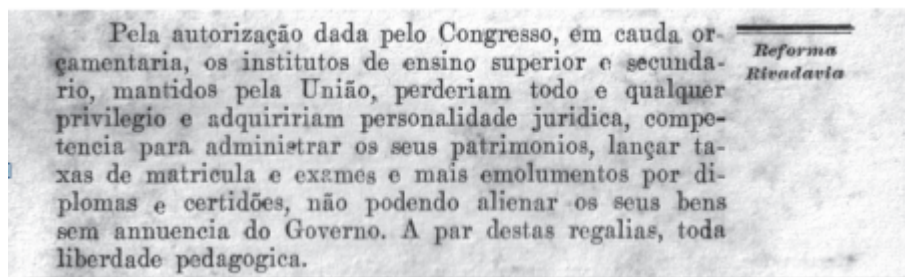 Pela autorização dada pelo Congresso, em cauda or-
çamentaria, os institutos de ensino superior e secunda-
rio, mantidos pela União, perderiam todo e qualquer
privilegio e adquiririam personalidade juridica, compe-
tencia para administrar os seus patrimonios, lançar ta-
xas de matricula e exames e mais emolumentos por di-
plomas e certidões, não podendo alienar os seus bens
sem annuencia do Governo. A par destas regalias, toda
liberdade pedagogica.
Reforma
Rivadavia